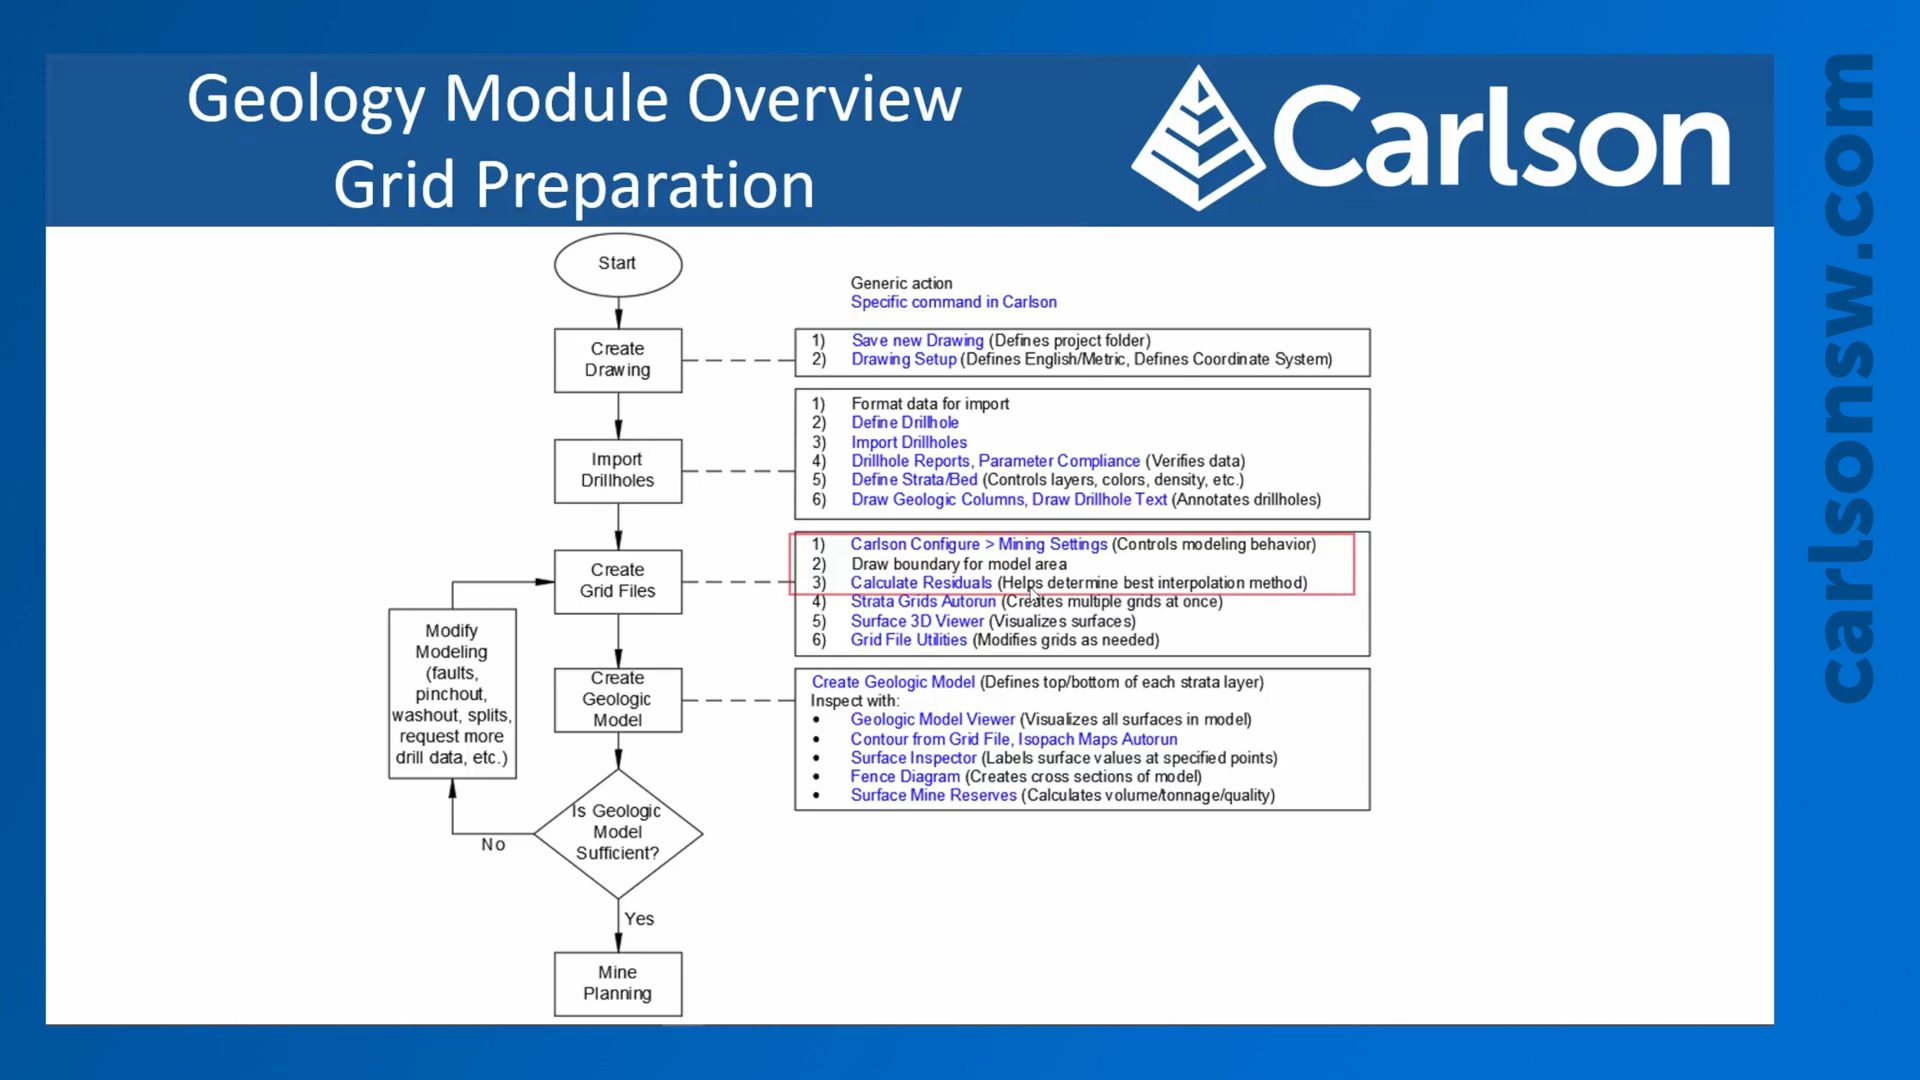 Geology Module Overview
Grid Preparation
Carlson
carlsonsw.com
Start
Generic action
Specific command in Carlson
Create
Drawing
1) Save new Drawing (Defines project folder)
2) Drawing Setup (Defines English/Metric, Defines Coordinate System)
Import
Drillholes
1) Format data for import
2) Define Drillhole
3) Import Drillholes
4) Drillhole Reports, Parameter Compliance (Verifies data)
5) Define Strata/Bed (Controls layers, colors, density, etc.)
6) Draw Geologic Columns, Draw Drillhole Text (Annotates drillholes)
Create
Grid Files
1) Carlson Configure > Mining Settings (Controls modeling behavior)
2) Draw boundary for model area
3) Calculate Residuals (Helps determine best interpolation method)
4) Strata Grids Autorun (Creates multiple grids at once)
5) Surface 3D Viewer (Visualizes surfaces)
6) Grid File Utilities (Modifies grids as needed)
Modify
Modeling
(faults,
pinchout,
washout, splits,
request more
drill data, etc.)
Create
Geologic
Model
Create Geologic Model (Defines top/bottom of each strata layer)
Inspect with:
• Geologic Model Viewer (Visualizes all surfaces in model)
• Contour from Grid File, Isopach Maps Autorun
• Surface Inspector (Labels surface values at specified points)
• Fence Diagram (Creates cross sections of model)
• Surface Mine Reserves (Calculates volume/tonnage/quality)
Is Geologic
Model
Sufficient?
No
Yes
Mine
Planning